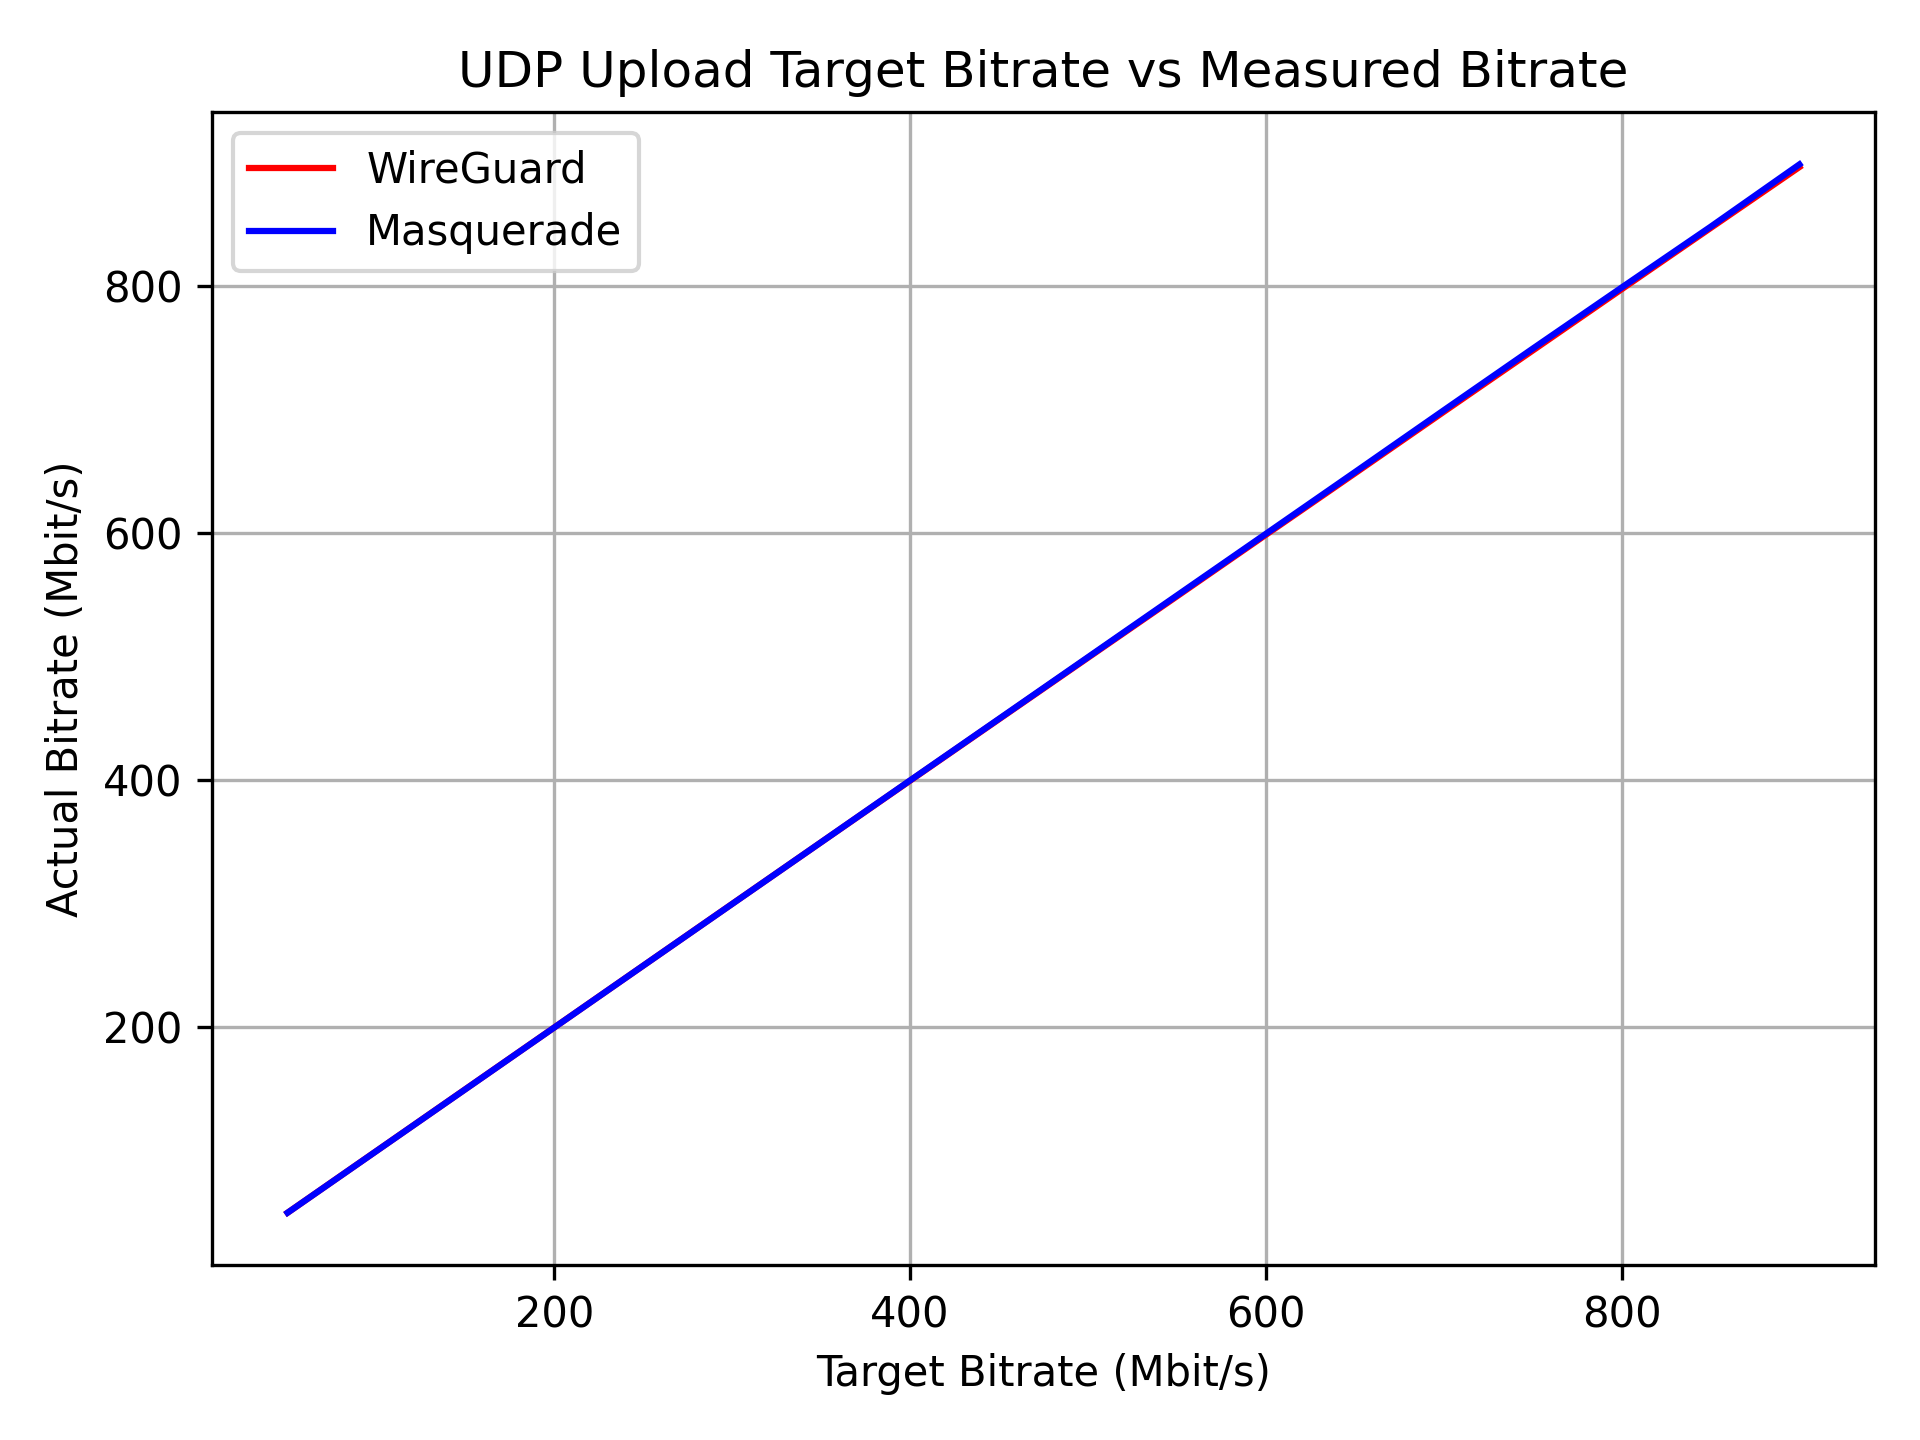 UDP Upload Target Bitrate vs Measured Bitrate
WireGuard
Masquerade
Actual Bitrate (Mbit/s)
800
600
400
200
200 400 600 800
Target Bitrate (Mbit/s)